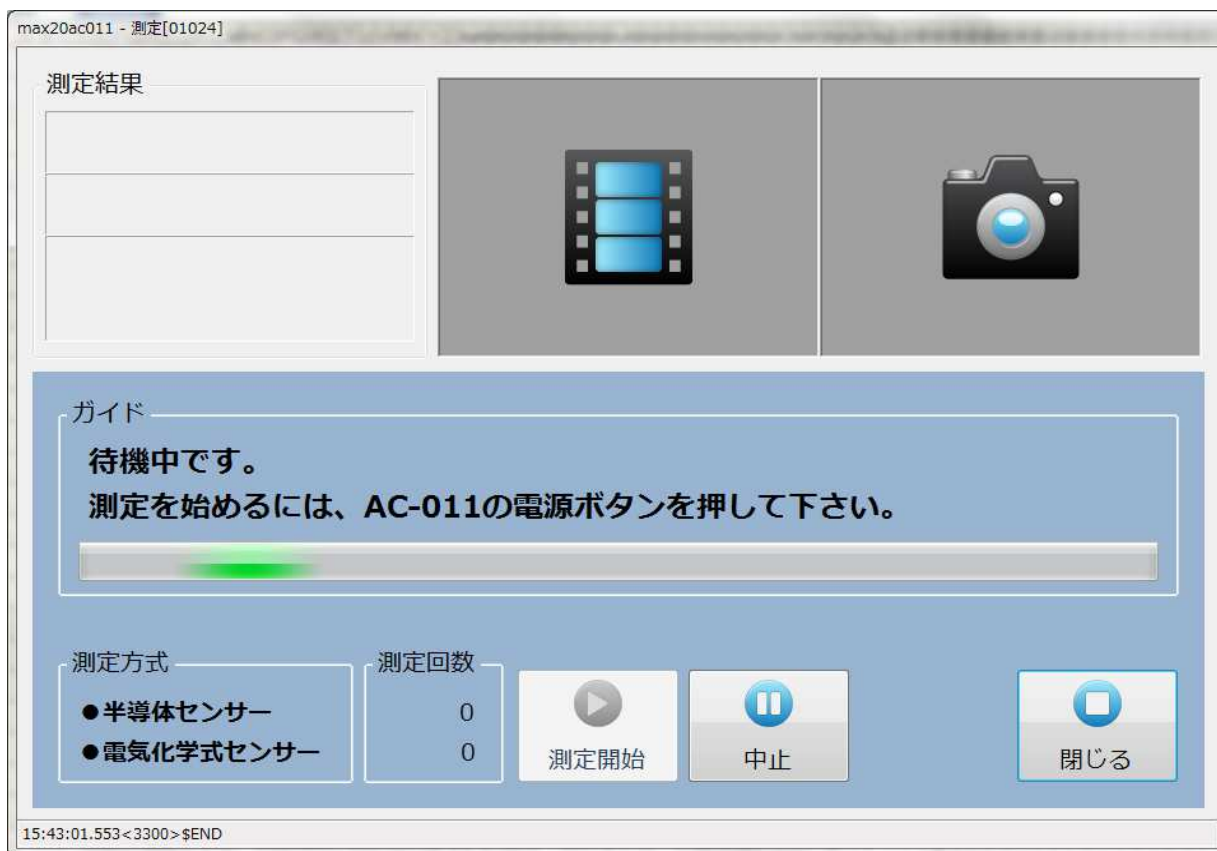 max20ac011 - 測定[01024]
測定結果
ガイド
待機中です。
測定を始めるには、AC-011の電源ボタンを押して下さい。
測定方式
●半導体センサー
●電気化学式センサー
測定回数
0
0
測定開始
中止
閉じる
15:43:01.553<3300>$END